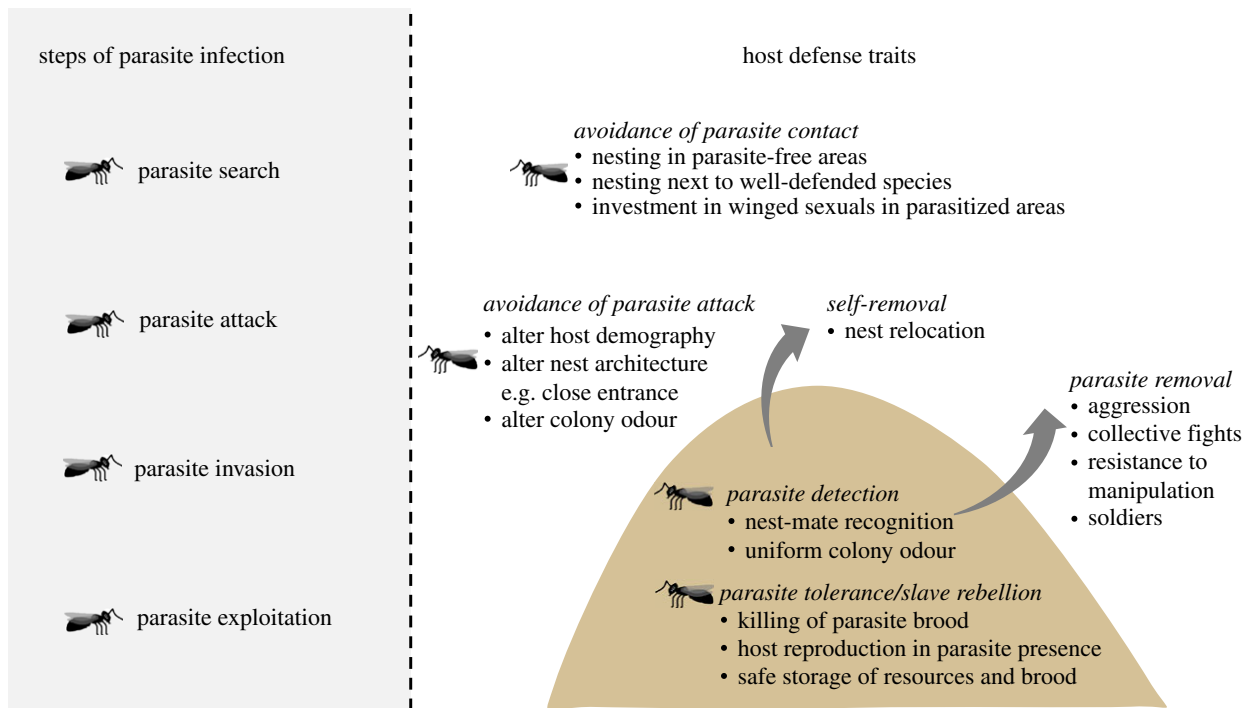 steps of parasite infection
host defense traits
parasite search
avoidance of parasite contact
• nesting in parasite-free areas
• nesting next to well-defended species
• investment in winged sexuals in parasitized areas
parasite attack
avoidance of parasite attack
• alter host demography
• alter nest architecture
e.g. close entrance
• alter colony odour
self-removal
• nest relocation
parasite removal
• aggression
• collective fights
• resistance to
manipulation
• soldiers
parasite invasion
parasite detection
• nest-mate recognition
• uniform colony odour
parasite exploitation
parasite tolerance/slave rebellion
• killing of parasite brood
• host reproduction in parasite presence
• safe storage of resources and brood